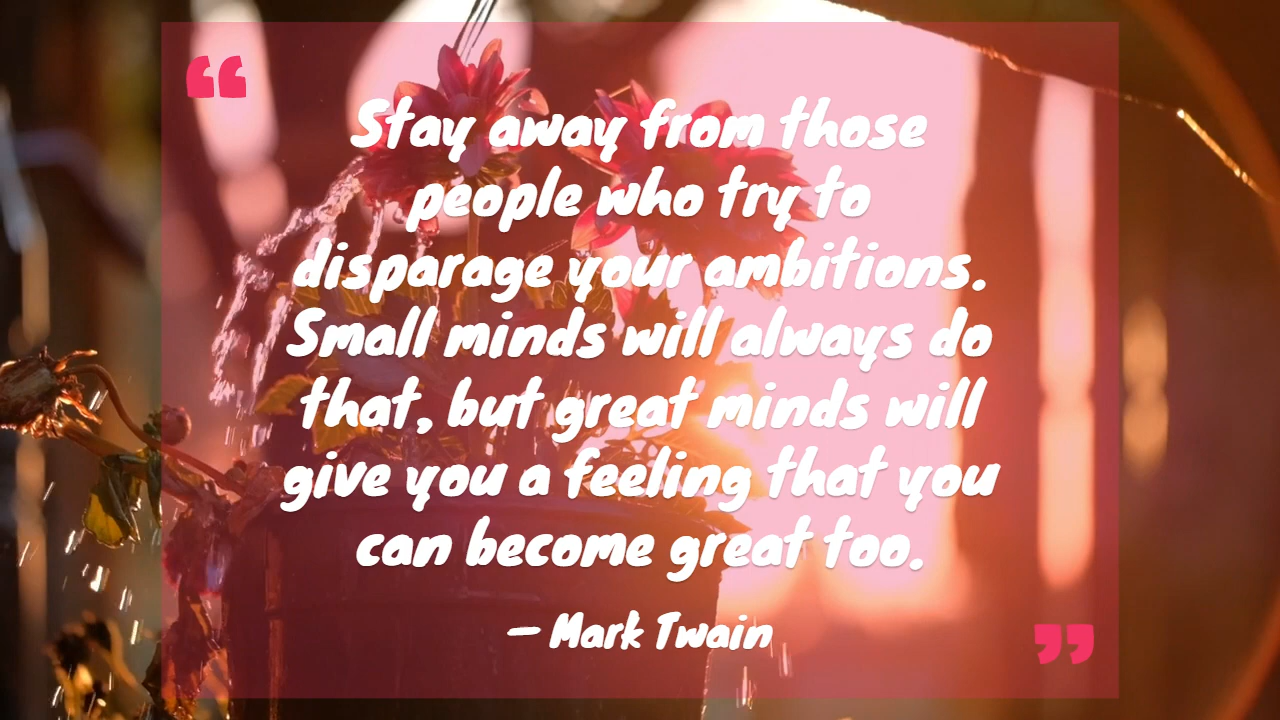 “
Stay away from those
people who try to
disparage your ambitions.
Small minds will always do
that, but great minds will
give you a feeling that you
can become great too.
— Mark Twain
”